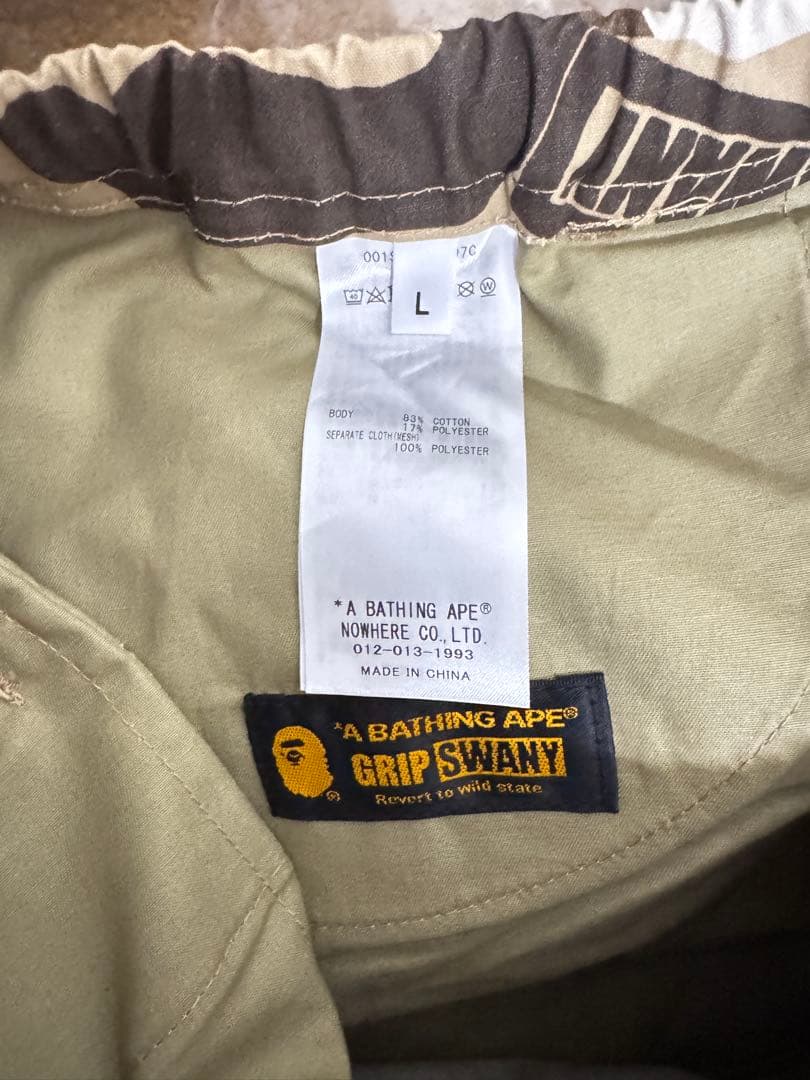 001
L
BODY 83% COTTON
17% POLYESTER
SEPARATE CLOTH(MESH)
100% POLYESTER
*A BATHING APE®
NOWHERE CO.,LTD.
012-013-1993
MADE IN CHINA
*A BATHING APE®
GRIP SWANY
Revert to wild state